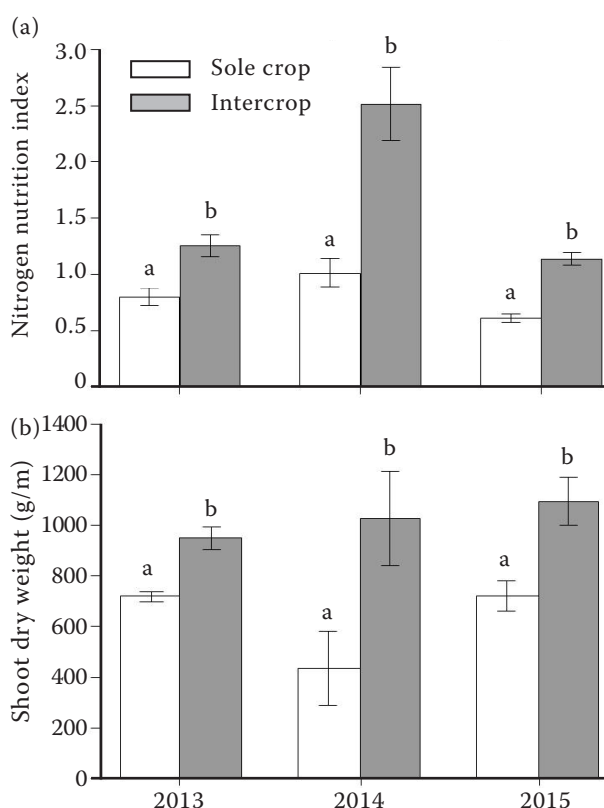 (a)
Nitrogen nutrition index
3.0
2.5
2.0
1.5
1.0
0.5
0
Sole crop
Intercrop
a
b
a
b
a
b
(b)
Shoot dry weight (g/m)
1400
1200
1000
800
600
400
200
0
a
b
a
b
a
b
2013
2014
2015